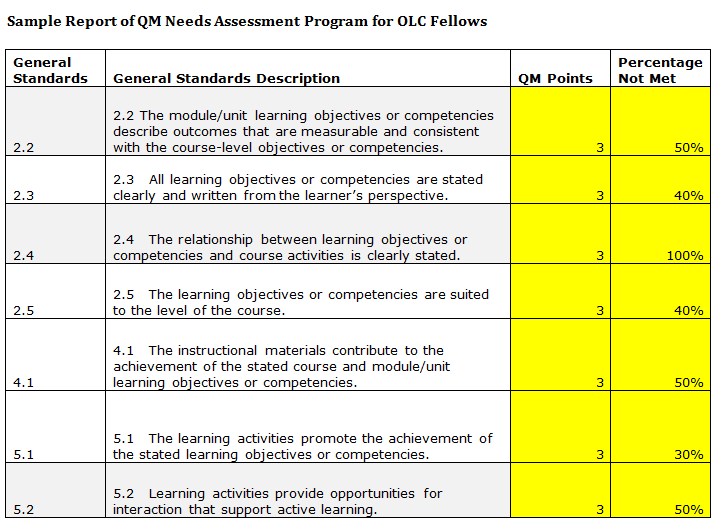 Sample Report of QM Needs Assessment Program for OLC Fellows
General Standards General Standards Description QM Points Percentage Not Met
2.2 The module/unit learning objectives or competencies
describe outcomes that are measurable and consistent
2.2 with the course-level objectives or competencies. 3 50%
2.3 All learning objectives or competencies are stated
2.3 clearly and written from the learner's perspective. 3 40%
2.4 The relationship between learning objectives or
2.4 competencies and course activities is clearly stated. 3 100%
2.5 The learning objectives or competencies are suited
2.5 to the level of the course. 3 40%
4.1 The instructional materials contribute to the
achievement of the stated course and module/unit
4.1 learning objectives or competencies. 3 50%
5.1 The learning activities promote the achievement of
5.1 the stated learning objectives or competencies. 3 30%
5.2 Learning activities provide opportunities for
5.2 interaction that support active learning. 3 50%